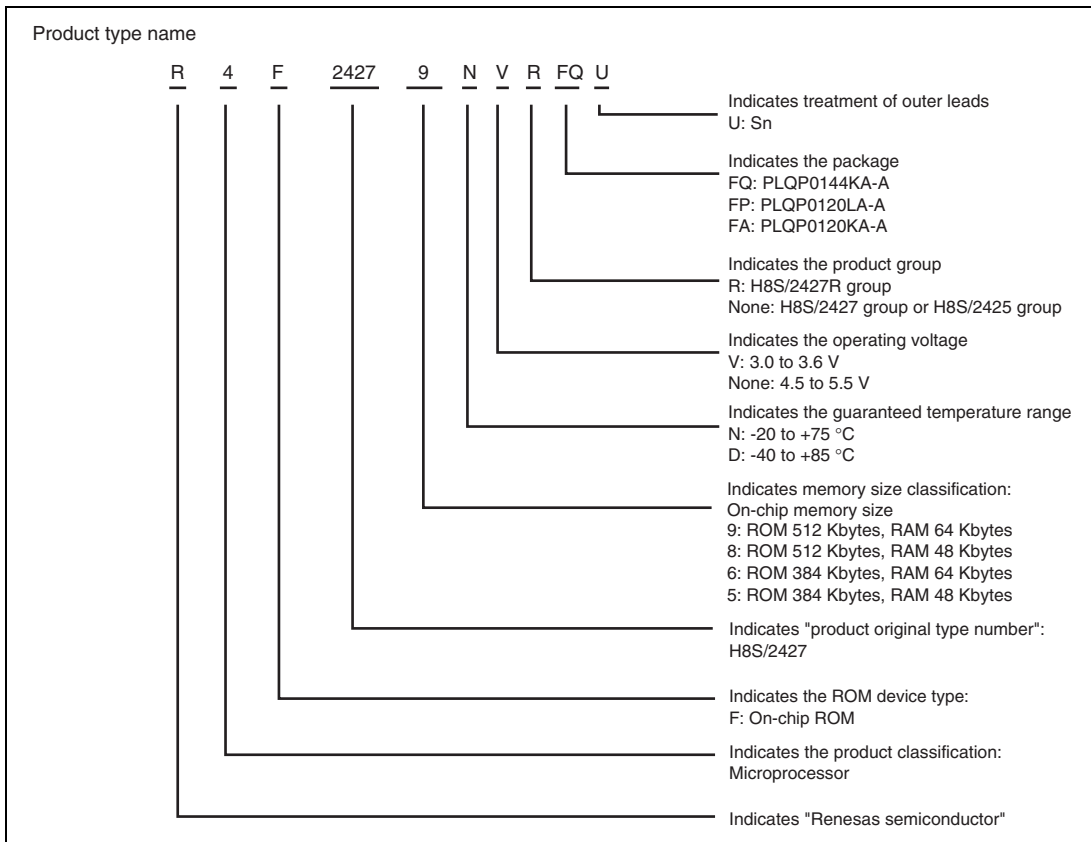 Product type name
R 4 F 2427 9 N V R FQ U
Indicates treatment of outer leads
U: Sn
Indicates the package
FQ: PLQP0144KA-A
FP: PLQP0120LA-A
FA: PLQP0120KA-A
Indicates the product group
R: H8S/2427R group
None: H8S/2427 group or H8S/2425 group
Indicates the operating voltage
V: 3.0 to 3.6 V
None: 4.5 to 5.5 V
Indicates the guaranteed temperature range
N: -20 to +75 °C
D: -40 to +85 °C
Indicates memory size classification:
On-chip memory size
9: ROM 512 Kbytes, RAM 64 Kbytes
8: ROM 512 Kbytes, RAM 48 Kbytes
6: ROM 384 Kbytes, RAM 64 Kbytes
5: ROM 384 Kbytes, RAM 48 Kbytes
Indicates "product original type number":
H8S/2427
Indicates the ROM device type:
F: On-chip ROM
Indicates the product classification:
Microprocessor
Indicates "Renesas semiconductor"